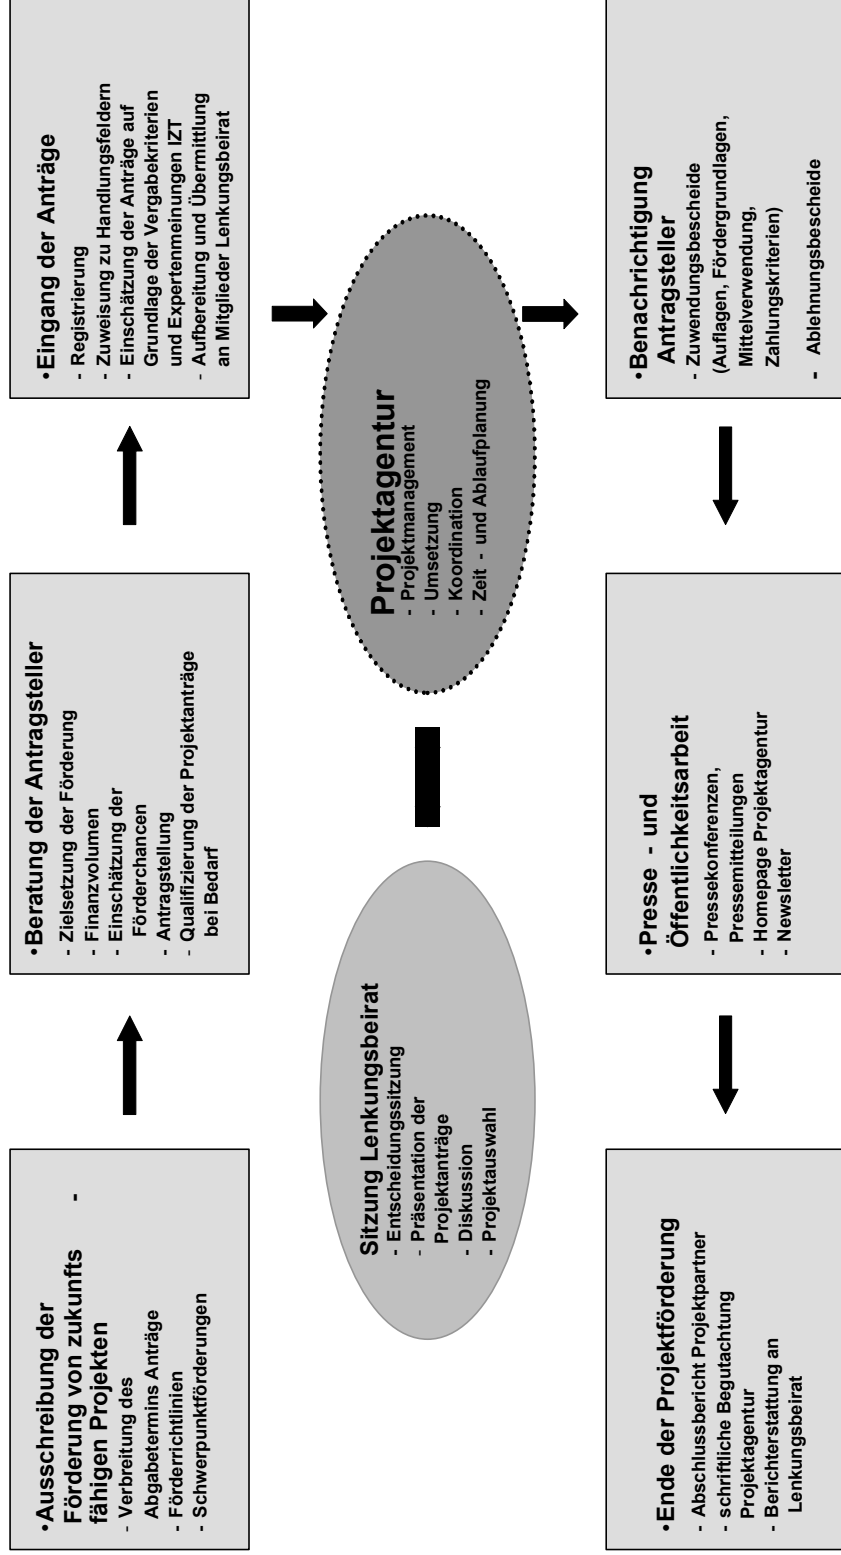 •Ausschreibung der
Förderung von zukunfts -
fähigen Projekten
- Verbreitung des
Abgabetermins Anträge
- Förderrichtlinien
- Schwerpunktförderungen
•Beratung der Antragsteller
- Zielsetzung der Förderung
- Finanzvolumen
- Einschätzung der
Förderchancen
- Antragstellung
- Qualifizierung der Projektanträge
bei Bedarf
•Eingang der Anträge
- Registrierung
- Zuweisung zu Handlungsfeldern
- Einschätzung der Anträge auf
Grundlage der Vergabekriterien
und Expertenmeinungen IZT
- Aufbereitung und Übermittlung
an Mitglieder Lenkungsbeirat
Sitzung Lenkungsbeirat
- Entscheidungssitzung
- Präsentation der
Projektanträge
- Diskussion
- Projektauswahl
Projektagentur
- Projektmanagement
- Umsetzung
- Koordination
- Zeit - und Ablaufplanung
•Ende der Projektförderung
- Abschlussbericht Projektpartner
- schriftliche Begutachtung
Projektagentur
- Berichterstattung an
Lenkungsbeirat
•Presse - und
Öffentlichkeitsarbeit
- Pressekonferenzen,
Pressemitteilungen
- Homepage Projektagentur
- Newsletter
•Benachrichtigung
Antragsteller
- Zuwendungsbescheide
(Auflagen, Fördergrundlagen,
Mittelverwendung,
Zahlungskriterien)
- Ablehnungsbescheide